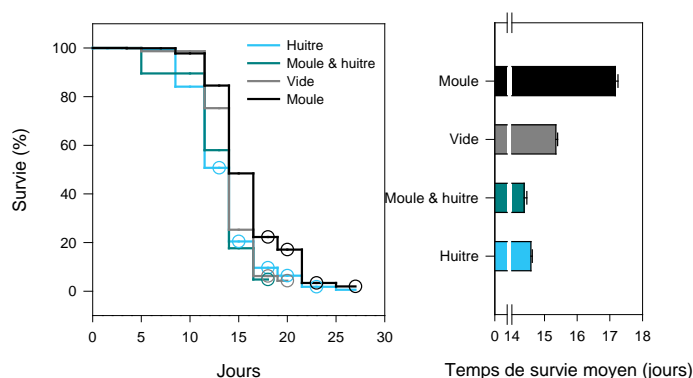 Survie (%)
100
80
60
40
20
0
0 5 10 15 20 25 30
Jours
Huitre
Moule & huitre
Vide
Moule
Moule
Vide
Moule & huitre
Huitre
0 14 15 16 17 18
Temps de survie moyen (jours)